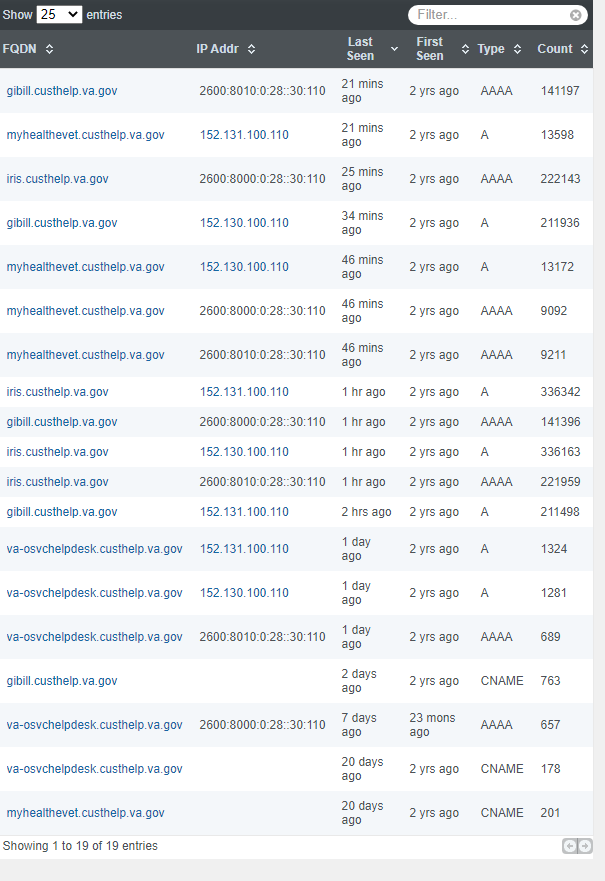 Show 25 entries Filter...
FQDN IP Addr Last Seen First Seen Type Count
gibill.custhelp.va.gov 2600:8010:0:28::30:110 21 mins ago 2 yrs ago AAAA 141197
myhealthevet.custhelp.va.gov 152.131.100.110 21 mins ago 2 yrs ago A 13598
iris.custhelp.va.gov 2600:8000:0:28::30:110 25 mins ago 2 yrs ago AAAA 222143
gibill.custhelp.va.gov 152.130.100.110 34 mins ago 2 yrs ago A 211936
myhealthevet.custhelp.va.gov 152.130.100.110 46 mins ago 2 yrs ago A 13172
myhealthevet.custhelp.va.gov 2600:8000:0:28::30:110 46 mins ago 2 yrs ago AAAA 9092
myhealthevet.custhelp.va.gov 2600:8010:0:28::30:110 46 mins ago 2 yrs ago AAAA 9211
iris.custhelp.va.gov 152.131.100.110 1 hr ago 2 yrs ago A 336342
gibill.custhelp.va.gov 2600:8000:0:28::30:110 1 hr ago 2 yrs ago AAAA 141396
iris.custhelp.va.gov 152.130.100.110 1 hr ago 2 yrs ago A 336163
iris.custhelp.va.gov 2600:8010:0:28::30:110 1 hr ago 2 yrs ago AAAA 221959
gibill.custhelp.va.gov 152.131.100.110 2 hrs ago 2 yrs ago A 211498
va-osvchelpdesk.custhelp.va.gov 152.131.100.110 1 day ago 2 yrs ago A 1324
va-osvchelpdesk.custhelp.va.gov 152.130.100.110 1 day ago 2 yrs ago A 1281
va-osvchelpdesk.custhelp.va.gov 2600:8010:0:28::30:110 1 day ago 2 yrs ago AAAA 689
gibill.custhelp.va.gov 2 days ago 2 yrs ago CNAME 763
va-osvchelpdesk.custhelp.va.gov 2600:8000:0:28::30:110 7 days ago 23 mons ago AAAA 657
va-osvchelpdesk.custhelp.va.gov 20 days ago 2 yrs ago CNAME 178
myhealthevet.custhelp.va.gov 20 days ago 2 yrs ago CNAME 201
Showing 1 to 19 of 19 entries